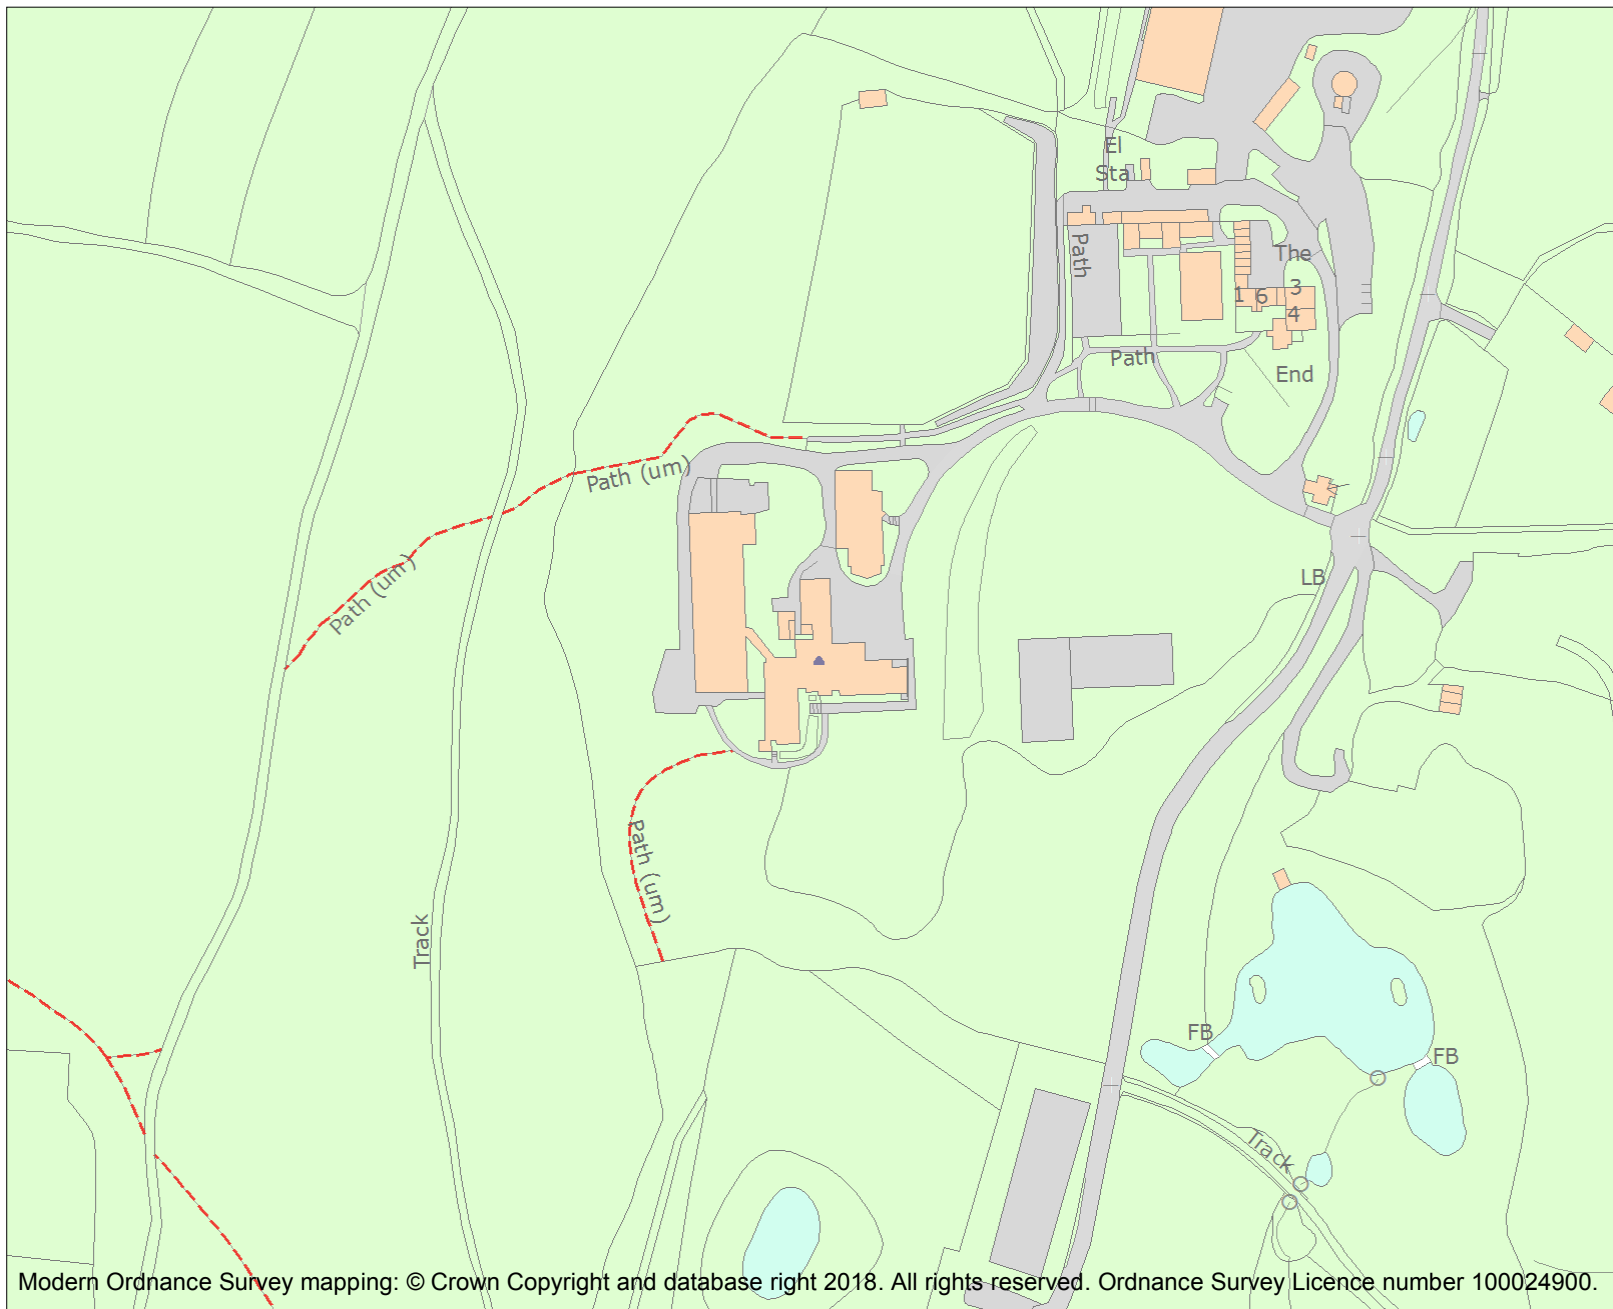 El
Sta
Path
The
1 6 3
4
Path
End
Path (um)
Path (um)
LB
Path (um)
Track
FB
FB
Track
Modern Ordnance Survey mapping: © Crown Copyright and database right 2018. All rights reserved. Ordnance Survey Licence number 100024900.